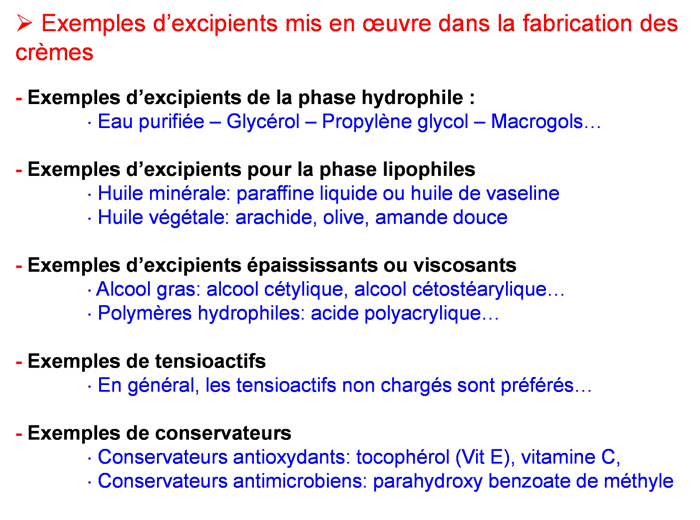 ➢ Exemples d'excipients mis en œuvre dans la fabrication des
crèmes
- Exemples d'excipients de la phase hydrophile :
· Eau purifiée – Glycérol – Propylène glycol – Macrogols…
- Exemples d'excipients pour la phase lipophiles
· Huile minérale: paraffine liquide ou huile de vaseline
· Huile végétale: arachide, olive, amande douce
- Exemples d'excipients épaississants ou viscosants
· Alcool gras: alcool cétylique, alcool cétostéarylique…
· Polymères hydrophiles: acide polyacrylique…
- Exemples de tensioactifs
· En général, les tensioactifs non chargés sont préférés…
- Exemples de conservateurs
· Conservateurs antioxydants: tocophérol (Vit E), vitamine C,
· Conservateurs antimicrobiens: parahydroxy benzoate de méthyle